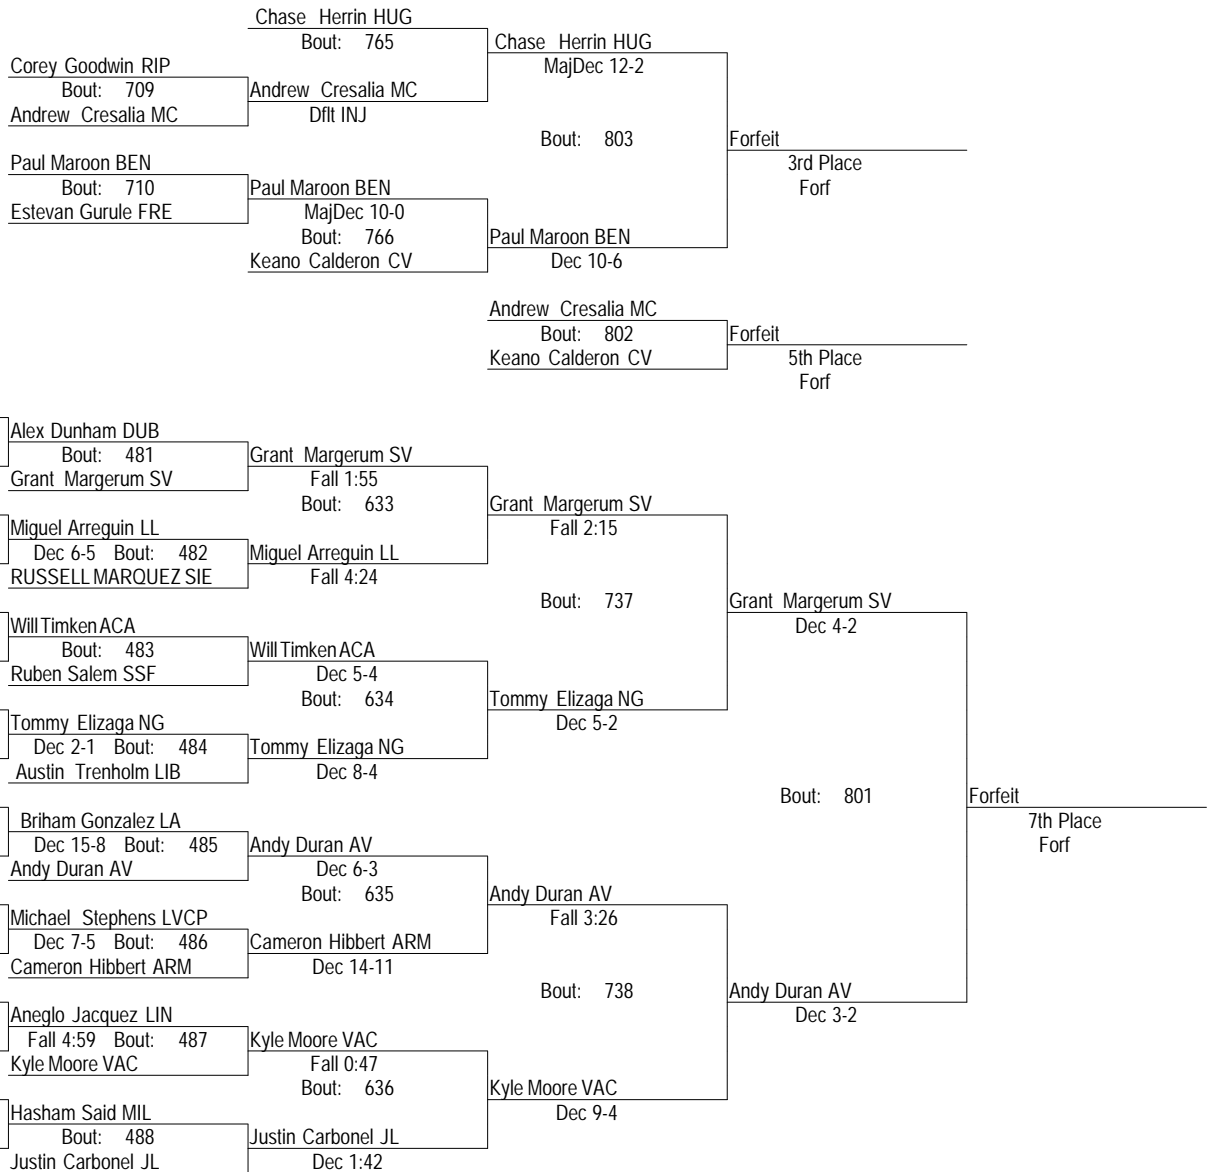 Chase Herrin HUG
Bout: 765
Chase Herrin HUG
Corey Goodwin RIP
MajDec 12-2
Bout: 709
Andrew Cresalia MC
Andrew Cresalia MC
Dflt INJ
Bout: 803
Forfeit
Paul Maroon BEN
3rd Place
Bout: 710
Paul Maroon BEN
Forf
Estevan Gurule FRE
MajDec 10-0
Bout: 766
Paul Maroon BEN
Keano Calderon CV
Dec 10-6
Andrew Cresalia MC
Bout: 802
Forfeit
Keano Calderon CV
5th Place
Forf
Alex Dunham DUB
Bout: 481
Grant Margerum SV
Grant Margerum SV
Fall 1:55
Bout: 633
Grant Margerum SV
Miguel Arreguin LL
Fall 2:15
Dec 6-5 Bout: 482
Miguel Arreguin LL
RUSSELL MARQUEZ SIE
Fall 4:24
Bout: 737
Grant Margerum SV
Will Timken ACA
Dec 4-2
Bout: 483
Will Timken ACA
Ruben Salem SSF
Dec 5-4
Bout: 634
Tommy Elizaga NG
Tommy Elizaga NG
Dec 5-2
Dec 2-1 Bout: 484
Tommy Elizaga NG
Austin Trenholm LIB
Dec 8-4
Bout: 801
Forfeit
Briham Gonzalez LA
7th Place
Dec 15-8 Bout: 485
Andy Duran AV
Forf
Andy Duran AV
Dec 6-3
Bout: 635
Andy Duran AV
Michael Stephens LVCP
Fall 3:26
Dec 7-5 Bout: 486
Cameron Hibbert ARM
Cameron Hibbert ARM
Dec 14-11
Bout: 738
Andy Duran AV
Aneglo Jacquez LIN
Dec 3-2
Fall 4:59 Bout: 487
Kyle Moore VAC
Kyle Moore VAC
Fall 0:47
Bout: 636
Kyle Moore VAC
Hasham Said MIL
Dec 9-4
Bout: 488
Justin Carbonel JL
Justin Carbonel JL
Dec 1:42